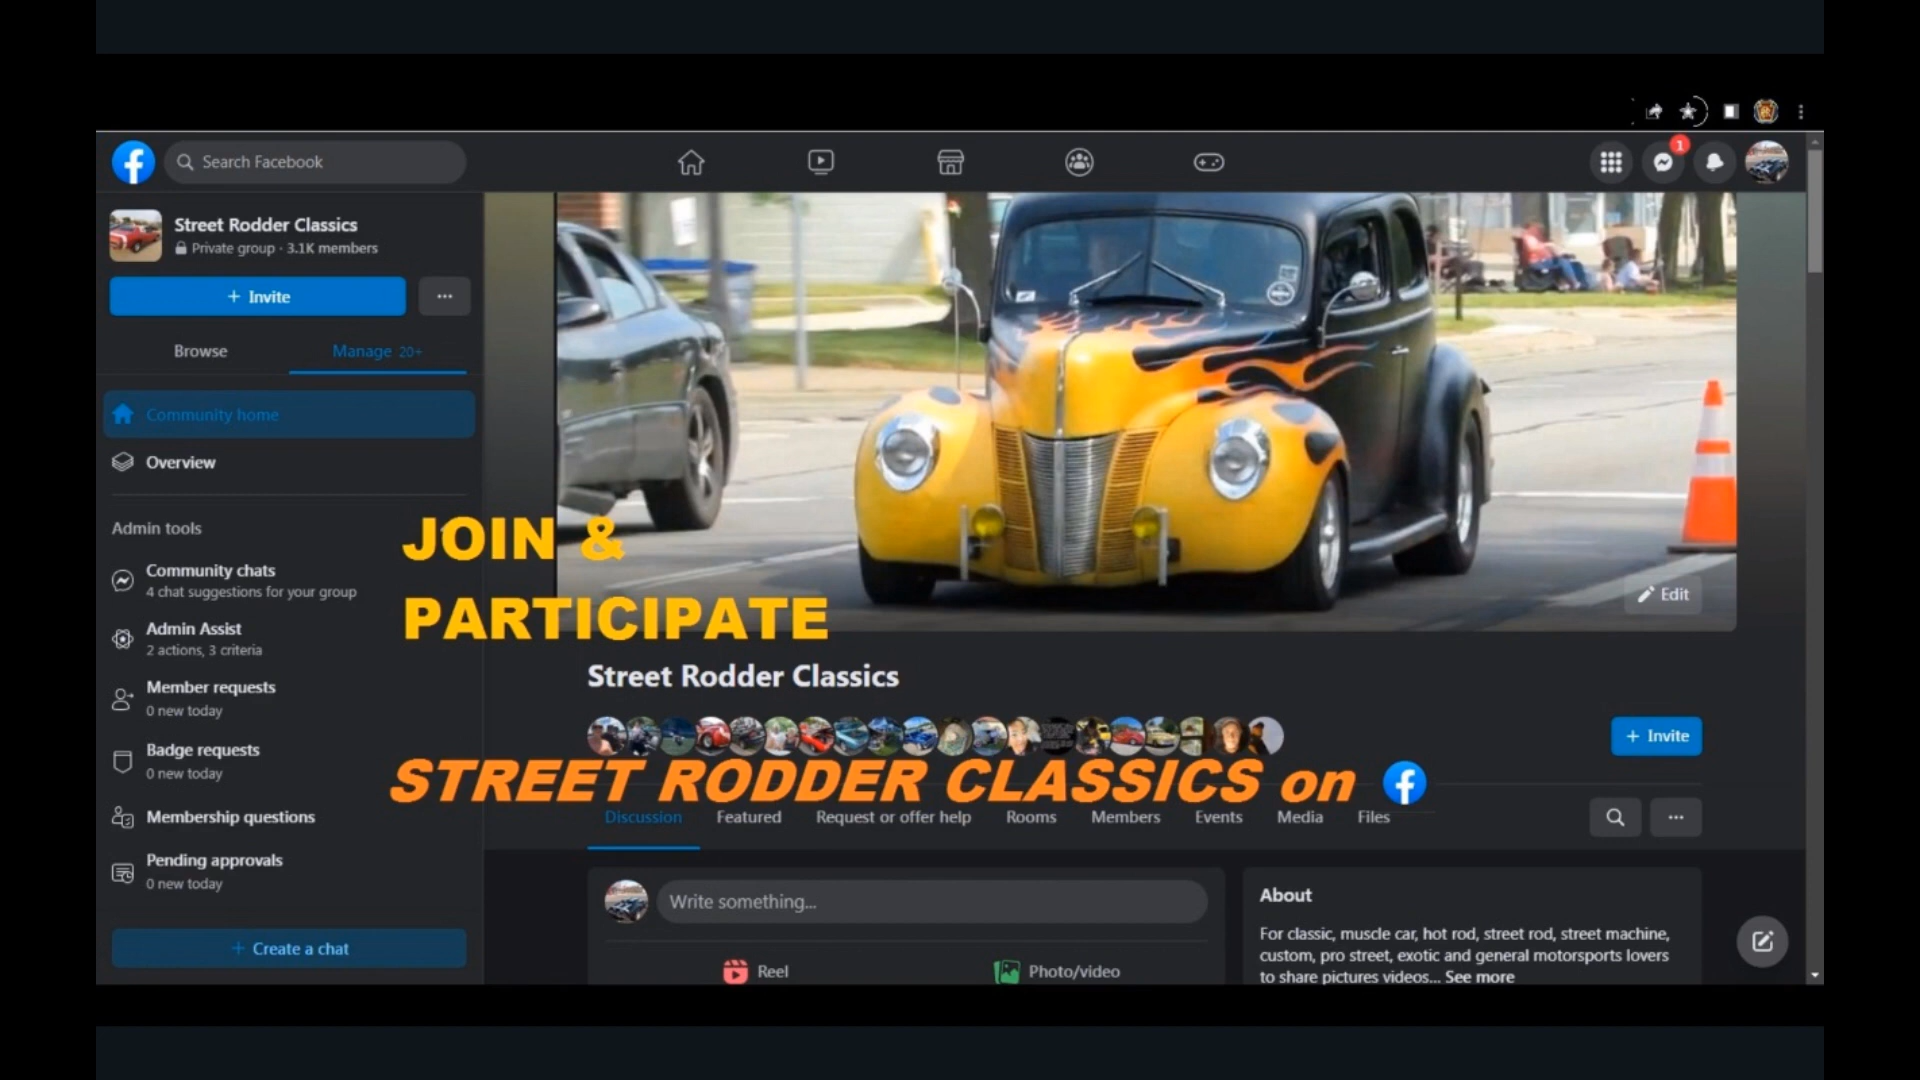 Search Facebook
1
Street Rodder Classics
Private group · 3.1K members
+ Invite
Browse
Manage 20+
Community home
Overview
Admin tools
Community chats
4 chat suggestions for your group
Admin Assist
2 actions, 3 criteria
Member requests
0 new today
Badge requests
0 new today
Membership questions
Pending approvals
0 new today
+ Create a chat
Edit
JOIN &
PARTICIPATE
Street Rodder Classics
+ Invite
STREET RODDER CLASSICS on
Discussion
Featured
Request or offer help
Rooms
Members
Events
Media
Files
Write something...
Reel
Photo/video
About
For classic, muscle car, hot rod, street rod, street machine,
custom, pro street, exotic and general motorsports lovers
to share pictures videos... See more